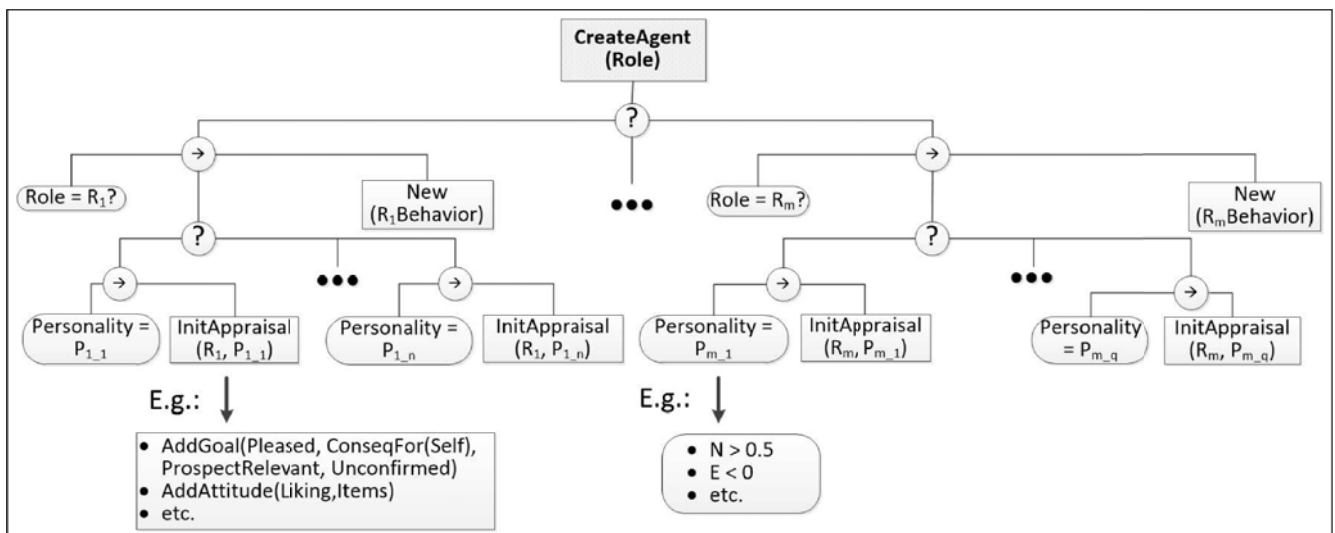 CreateAgent
(Role)
?
→
→
Role = R₁?
New
(R₁Behavior)
●●●
Role = Rₘ?
New
(RₘBehavior)
?
?
→
●●●
→
→
●●●
→
Personality =
P₁_₁
InitAppraisal
(R₁, P₁_₁)
Personality =
P₁_ₙ
InitAppraisal
(R₁, P₁_ₙ)
Personality =
Pₘ_₁
InitAppraisal
(Rₘ, Pₘ_₁)
Personality
= Pₘ_q
InitAppraisal
(Rₘ, Pₘ_q)
E.g.:
● AddGoal(Pleased, ConseqFor(Self),
ProspectRelevant, Unconfirmed)
● AddAttitude(Liking,Items)
● etc.
E.g.:
● N > 0.5
● E < 0
● etc.